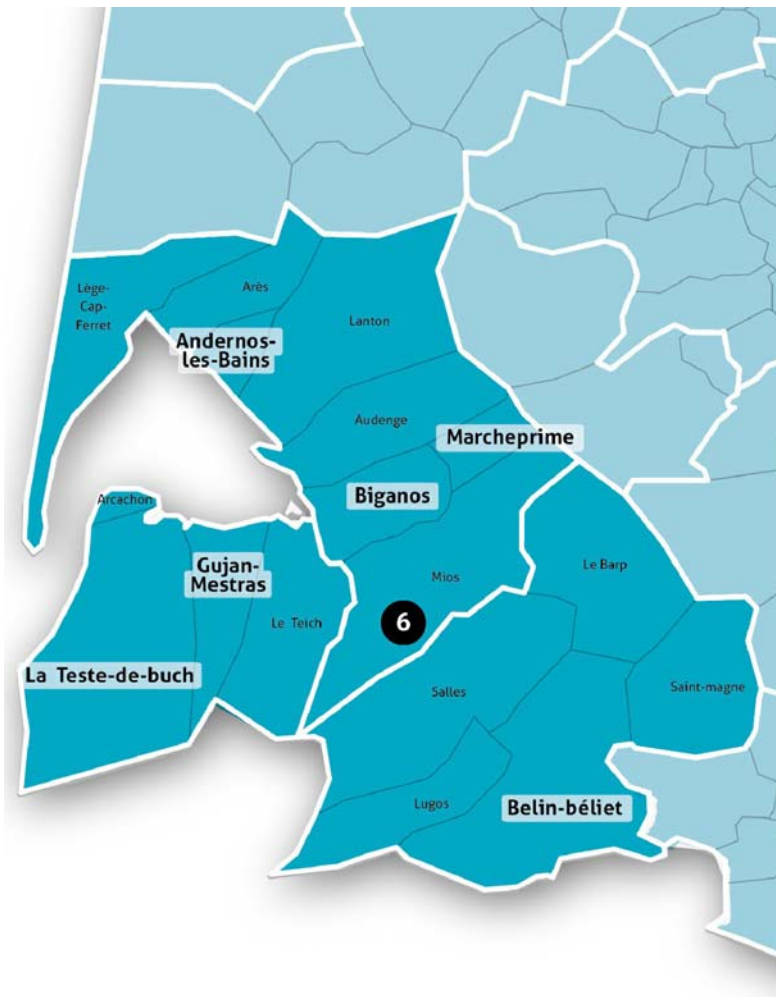 Lège-
Cap-
Ferret
Arès
Lanton
Andernos-
les-Bains
Audenge
Marcheprime
Biganos
Arcachon
Gujan-
Mestras
Mios
Le Barp
6
Le Teich
La Teste-de-buch
Salles
Saint-magne
Lugos
Belin-béliet